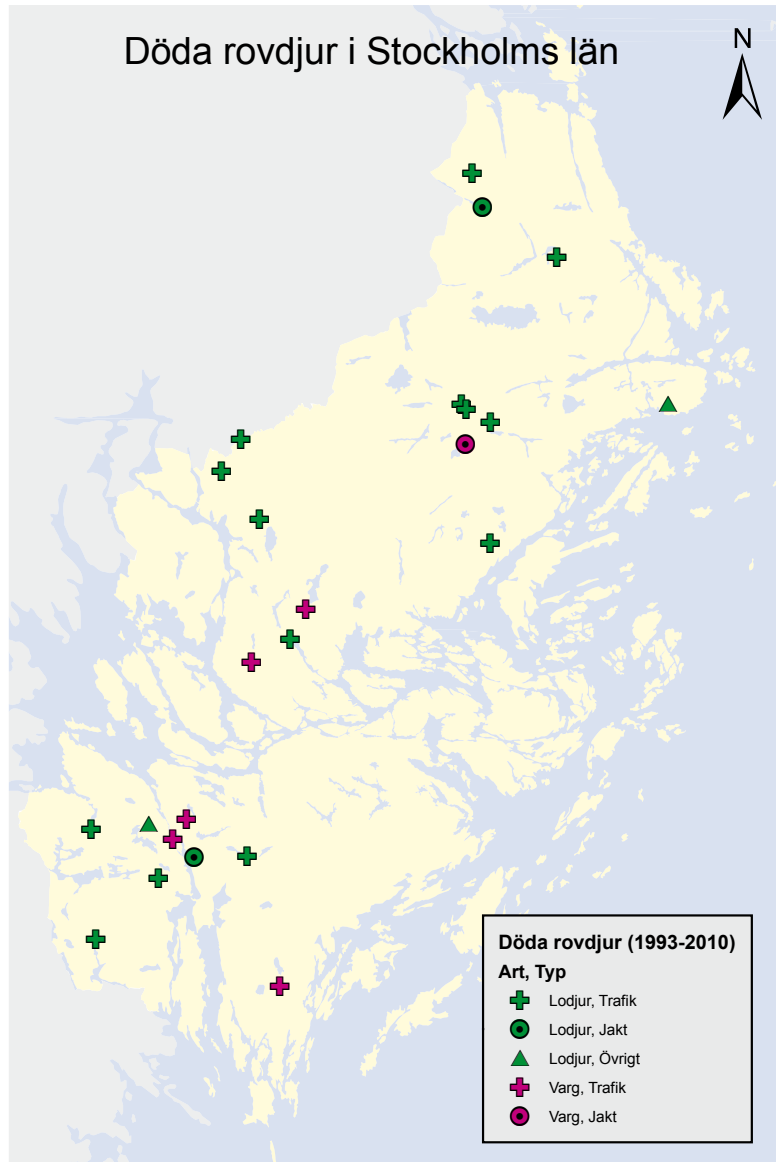 Döda rovdjur i Stockholms län
N
Döda rovdjur (1993-2010)
Art, Typ
Lodjur, Trafik
Lodjur, Jakt
Lodjur, Övrigt
Varg, Trafik
Varg, Jakt